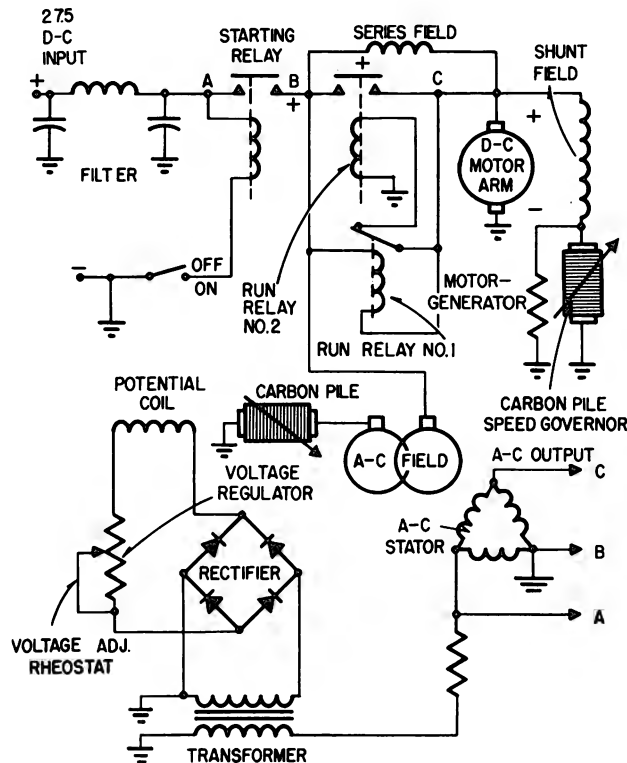 27.5
D-C
INPUT
STARTING
RELAY
SERIES FIELD
SHUNT
FIELD
+
A
B
+
+
C
+
D-C
MOTOR
ARM
-
FILTER
-
OFF
ON
RUN
RELAY
NO.2
MOTOR-
GENERATOR
RUN RELAY NO.1
CARBON PILE
SPEED GOVERNOR
POTENTIAL
COIL
CARBON PILE
A-C
FIELD
A-C OUTPUT
C
VOLTAGE
REGULATOR
A-C
STATOR
B
RECTIFIER
A
VOLTAGE ADJ.
RHEOSTAT
TRANSFORMER